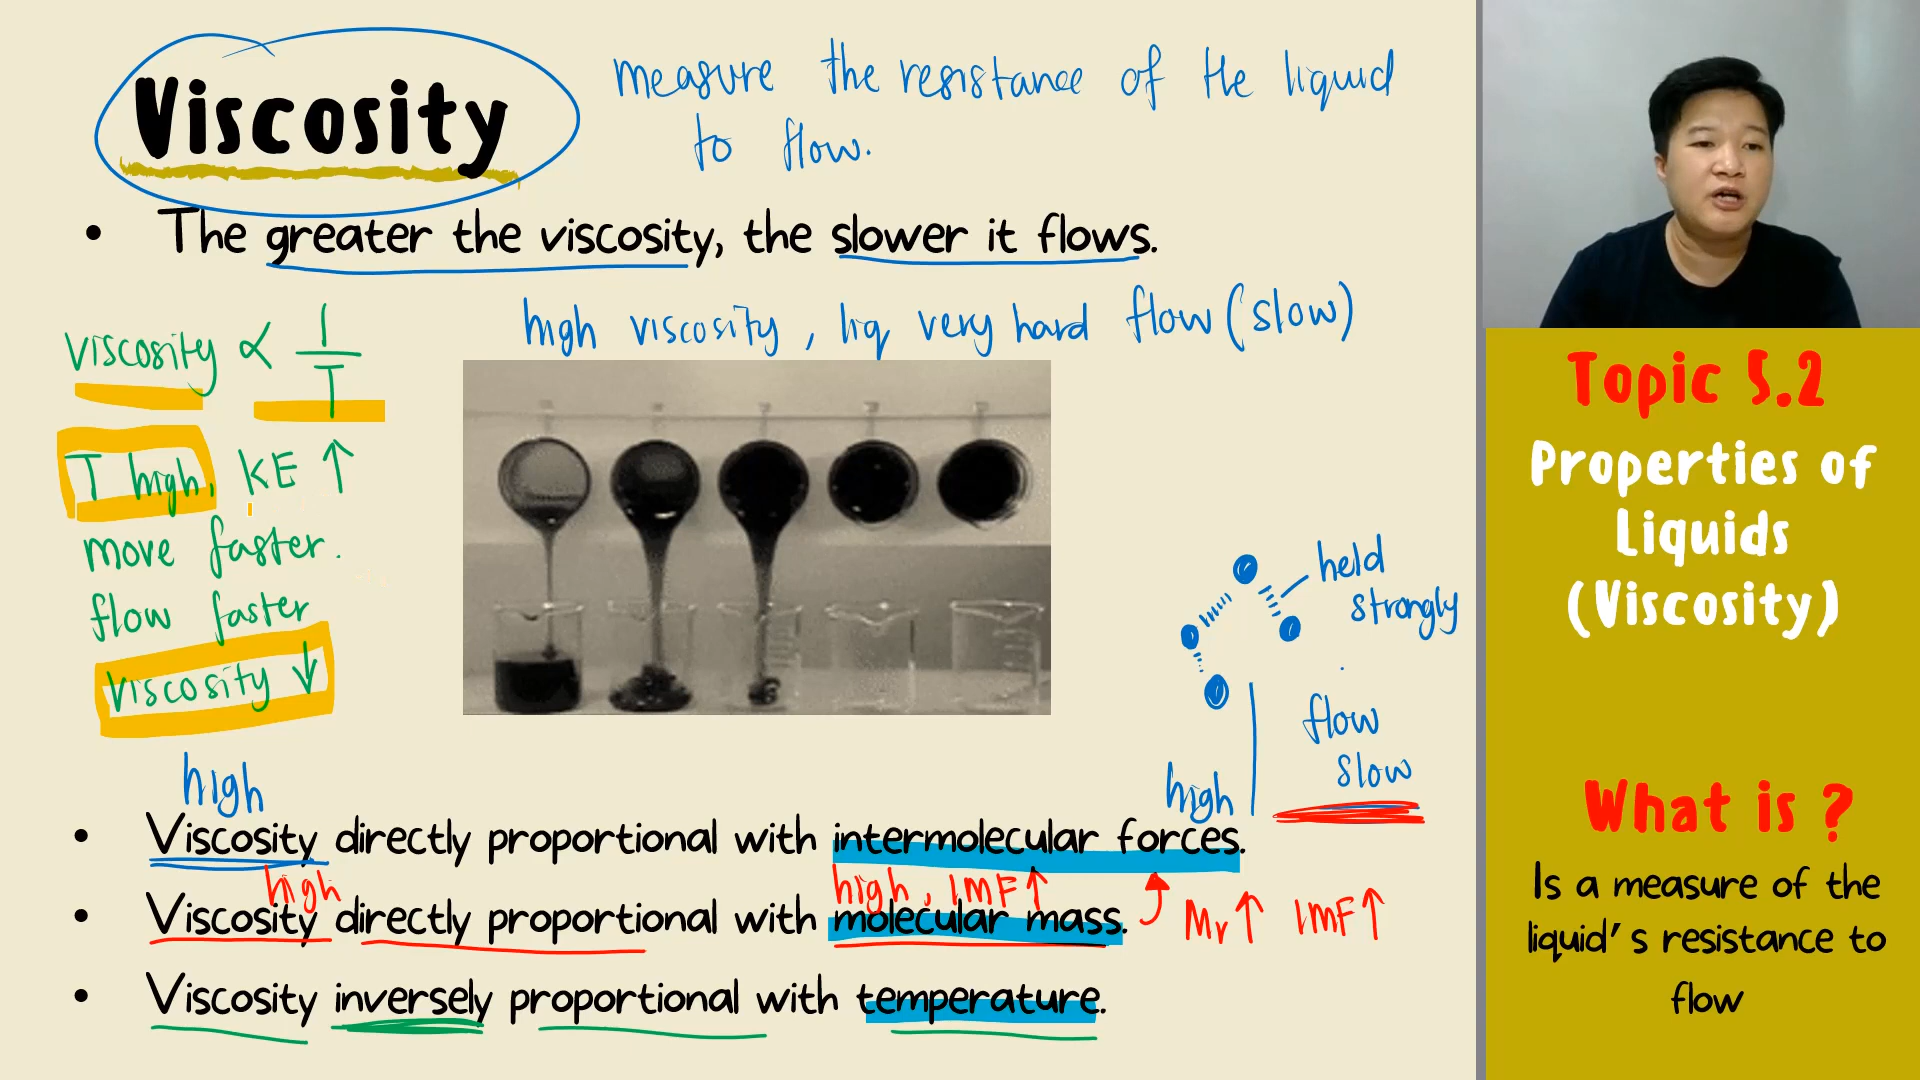 Viscosity
measure the resistance of the liquid
to flow.
• The greater the viscosity, the slower it flows.
high viscosity, liq very hard flow (slow)
viscosity ∝ 1/T
T high, KE ↑
move faster.
flow faster
viscosity ↓
held
strongly
flow
slow
high
high
• Viscosity directly proportional with intermolecular forces.
high
high, IMF ↑
• Viscosity directly proportional with molecular mass.
Mr ↑ IMF ↑
• Viscosity inversely proportional with temperature.
Topic 5.2
Properties of
Liquids
(Viscosity)
What is ?
Is a measure of the
liquid's resistance to
flow